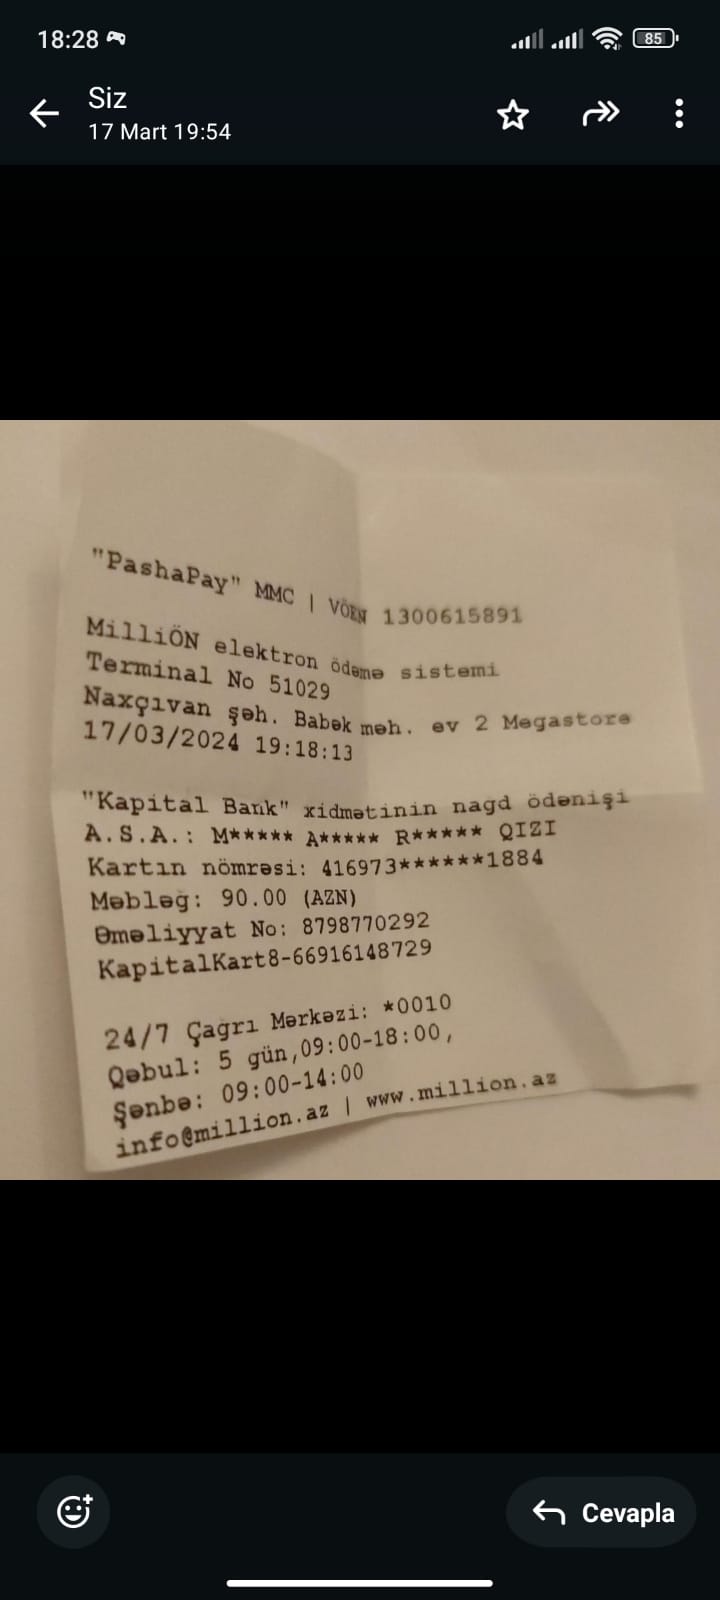 18:28
85
Siz
17 Mart 19:54
"PashaPay" MMC | VÖEN 1300615891
MilliÖN elektron ödəmə sistemi
Terminal No 51029
Naxçıvan şəh. Babək məh. ev 2 Megastore
17/03/2024 19:18:13
"Kapital Bank" xidmətinin nagd ödənişi
A.S.A.: M***** A***** R***** QIZI
Kartın nömrəsi: 416973******1884
Məbləğ: 90.00 (AZN)
Əməliyyat No: 8798770292
KapitalKart8-66916148729
24/7 Çağrı Mərkəzi: *0010
Qəbul: 5 gün,09:00-18:00,
Şənbə: 09:00-14:00
info@million.az | www.million.az
Cevapla